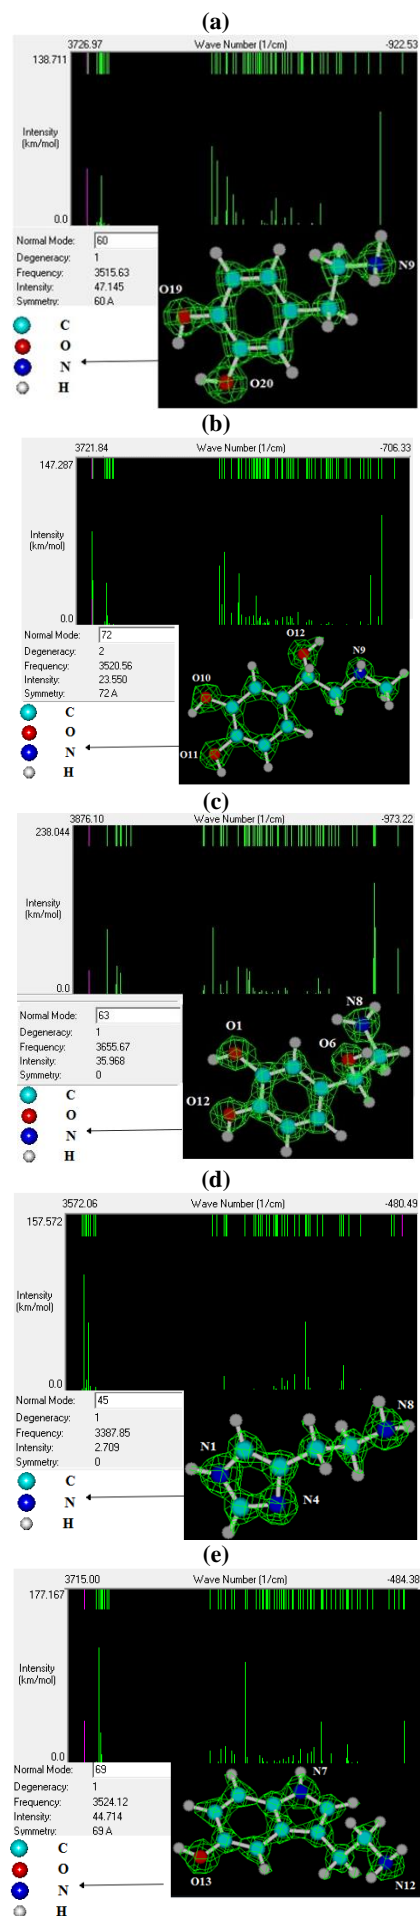 (a)
3726.97 Wave Number (1/cm) -922.53
138.711
Intensity
(km/mol)
0.0
Normal Mode: 60
Degeneracy: 1
Frequency: 3515.63
Intensity: 47.145
Symmetry: 60 A
N9
O19
O20
C
O
N
H
(b)
3721.84 Wave Number (1/cm) -706.33
147.287
Intensity
(km/mol)
0.0
Normal Mode: 72
Degeneracy: 2
Frequency: 3520.56
Intensity: 23.550
Symmetry: 72 A
O12
N9
O10
O11
C
O
N
H
(c)
3876.10 Wave Number (1/cm) -973.22
238.044
Intensity
(km/mol)
0.0
Normal Mode: 63
Degeneracy: 1
Frequency: 3655.67
Intensity: 35.968
Symmetry: 0
N8
O1
O6
O12
C
O
N
H
(d)
3572.06 Wave Number (1/cm) -480.49
157.572
Intensity
(km/mol)
0.0
Normal Mode: 45
Degeneracy: 1
Frequency: 3387.85
Intensity: 2.709
Symmetry: 0
N8
N1
N4
C
N
H
(e)
3715.00 Wave Number (1/cm) -484.38
177.167
Intensity
(km/mol)
0.0
Normal Mode: 69
Degeneracy: 1
Frequency: 3524.12
Intensity: 44.714
Symmetry: 69 A
N7
O13
N12
C
O
N
H